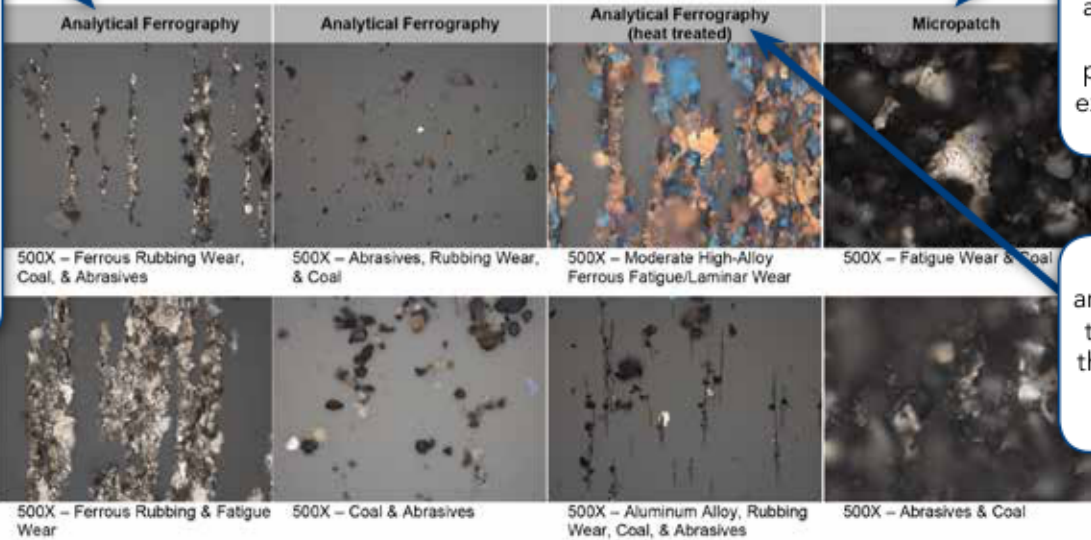 Analytical Ferrography
Analytical Ferrography
Analytical Ferrography
(heat treated)
Micropatch
500X – Ferrous Rubbing Wear,
Coal, & Abrasives
500X – Abrasives, Rubbing Wear,
& Coal
500X – Moderate High-Alloy
Ferrous Fatigue/Laminar Wear
500X – Fatigue Wear & Coal
500X – Ferrous Rubbing & Fatigue
Wear
500X – Coal & Abrasives
500X – Aluminum Alloy, Rubbing
Wear, Coal, & Abrasives
500X – Abrasives & Coal